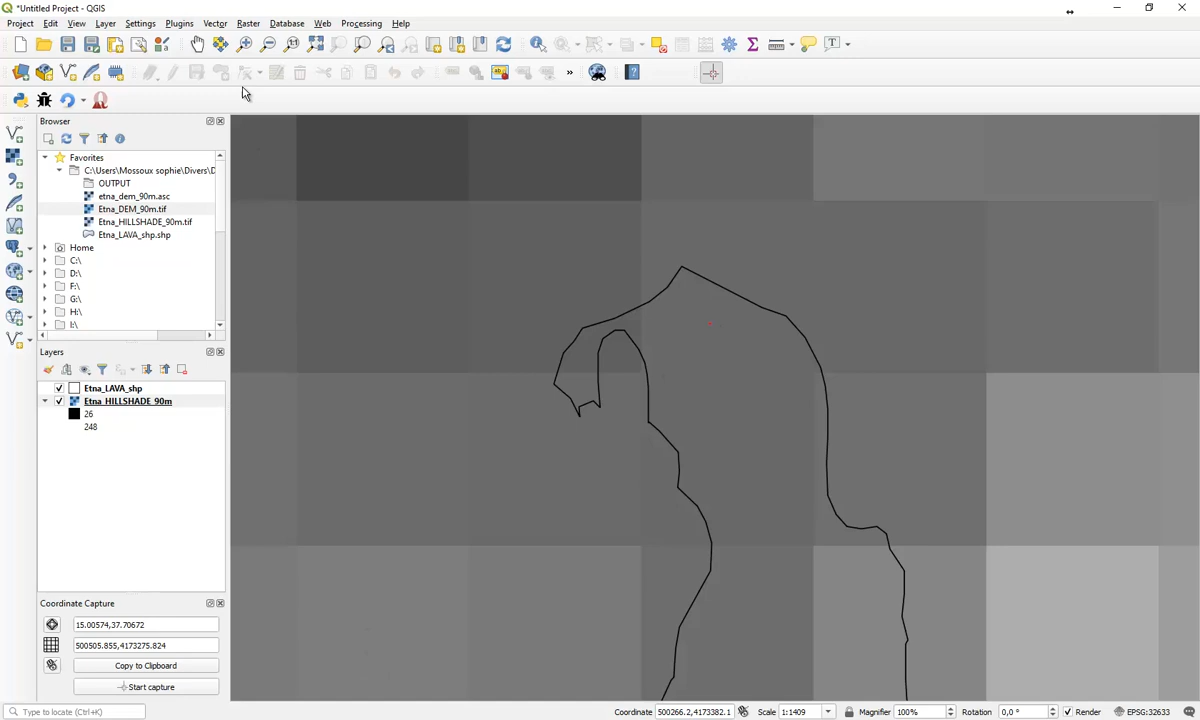 *Untitled Project - QGIS
Project Edit View Layer Settings Plugins Vector Raster Database Web Processing Help
Browser
Favorites
C:\Users\Mossoux sophie\Divers\D
OUTPUT
etna_dem_90m.asc
Etna_DEM_90m.tif
Etna_HILLSHADE_90m.tif
Etna_LAVA_shp.shp
Home
C:\
D:\
F:\
G:\
H:\
I:\
Layers
Etna_LAVA_shp
Etna_HILLSHADE_90m
26
248
Coordinate Capture
15.00574,37.70672
500505.855,4173275.824
Copy to Clipboard
Start capture
Type to locate (Ctrl+K) Coordinate 500266.2,4173382.1 Scale 1:1409 Magnifier 100% Rotation 0,0 ° Render EPSG:32633